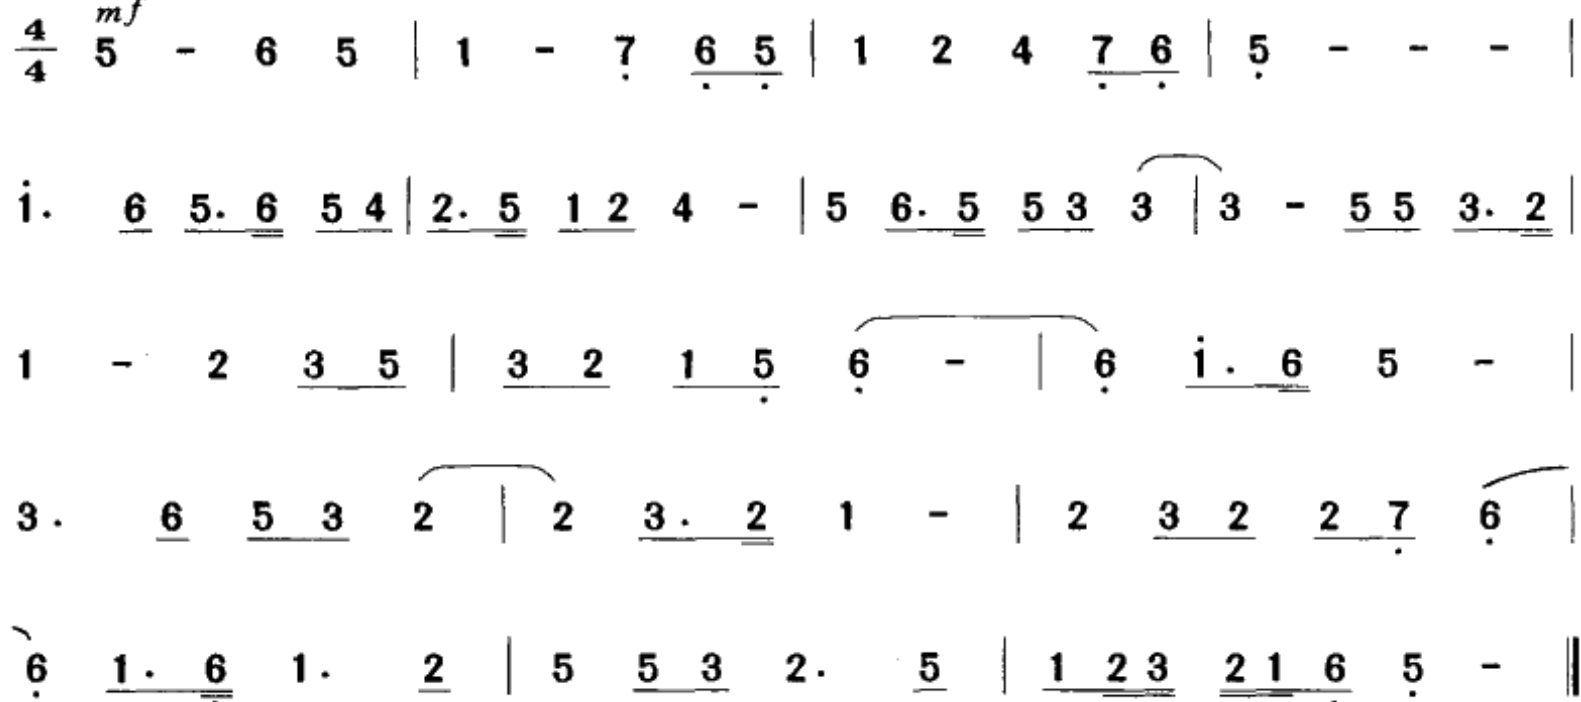 mf
4/4 5 - 6 5 | 1 - 7̣ 6̣ 5̣ | 1 2 4 7̣ 6̣ | 5̣ - - - |
i̇. 6 5. 6 5 4 | 2. 5 1 2 4 - | 5 6. 5 5 3 3 | 3 - 5 5 3. 2 |
1 - 2 3 5 | 3 2 1 5̣ 6̣ - | 6̣ i̇. 6 5 - |
3. 6 5 3 2 | 2 3. 2 1 - | 2 3 2 2 7̣ 6̣ |
6̣ 1. 6̣ 1. 2 | 5 5 3 2. 5 | 1 2 3 2 1 6̣ 5̣ - ‖